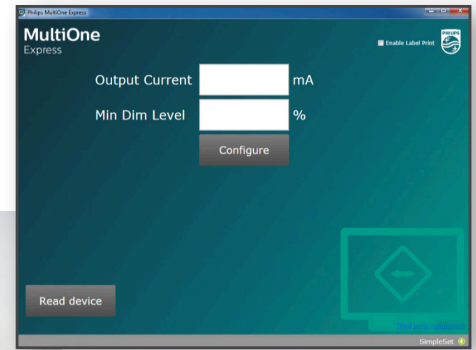 Philips MultiOne Express
MultiOne
Express
Enable Label Print
PHILIPS
Output Current mA
Min Dim Level %
Configure
Read device
SimpleSet